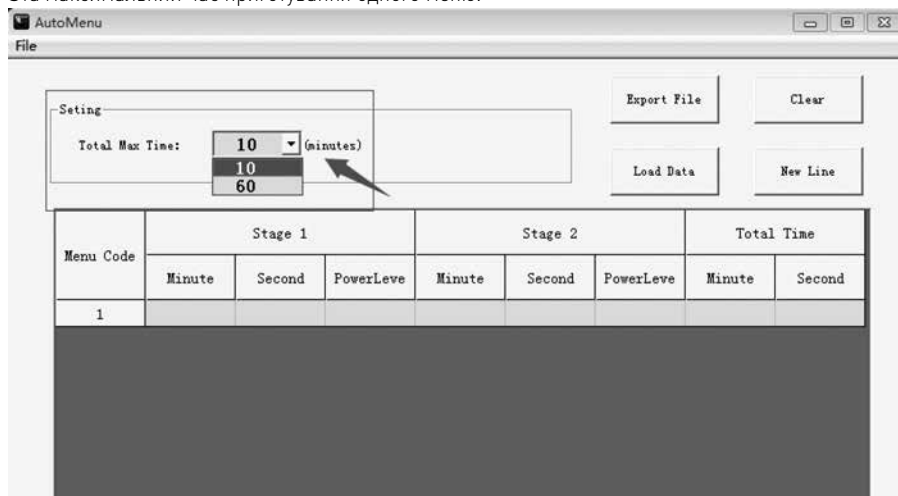 AutoMenu
File
Seting
Total Max Time:
10
(minutes)
10
60
Export File
Clear
Load Data
New Line
Menu Code
Stage 1
Stage 2
Total Time
Minute
Second
PowerLeve
Minute
Second
PowerLeve
Minute
Second
1